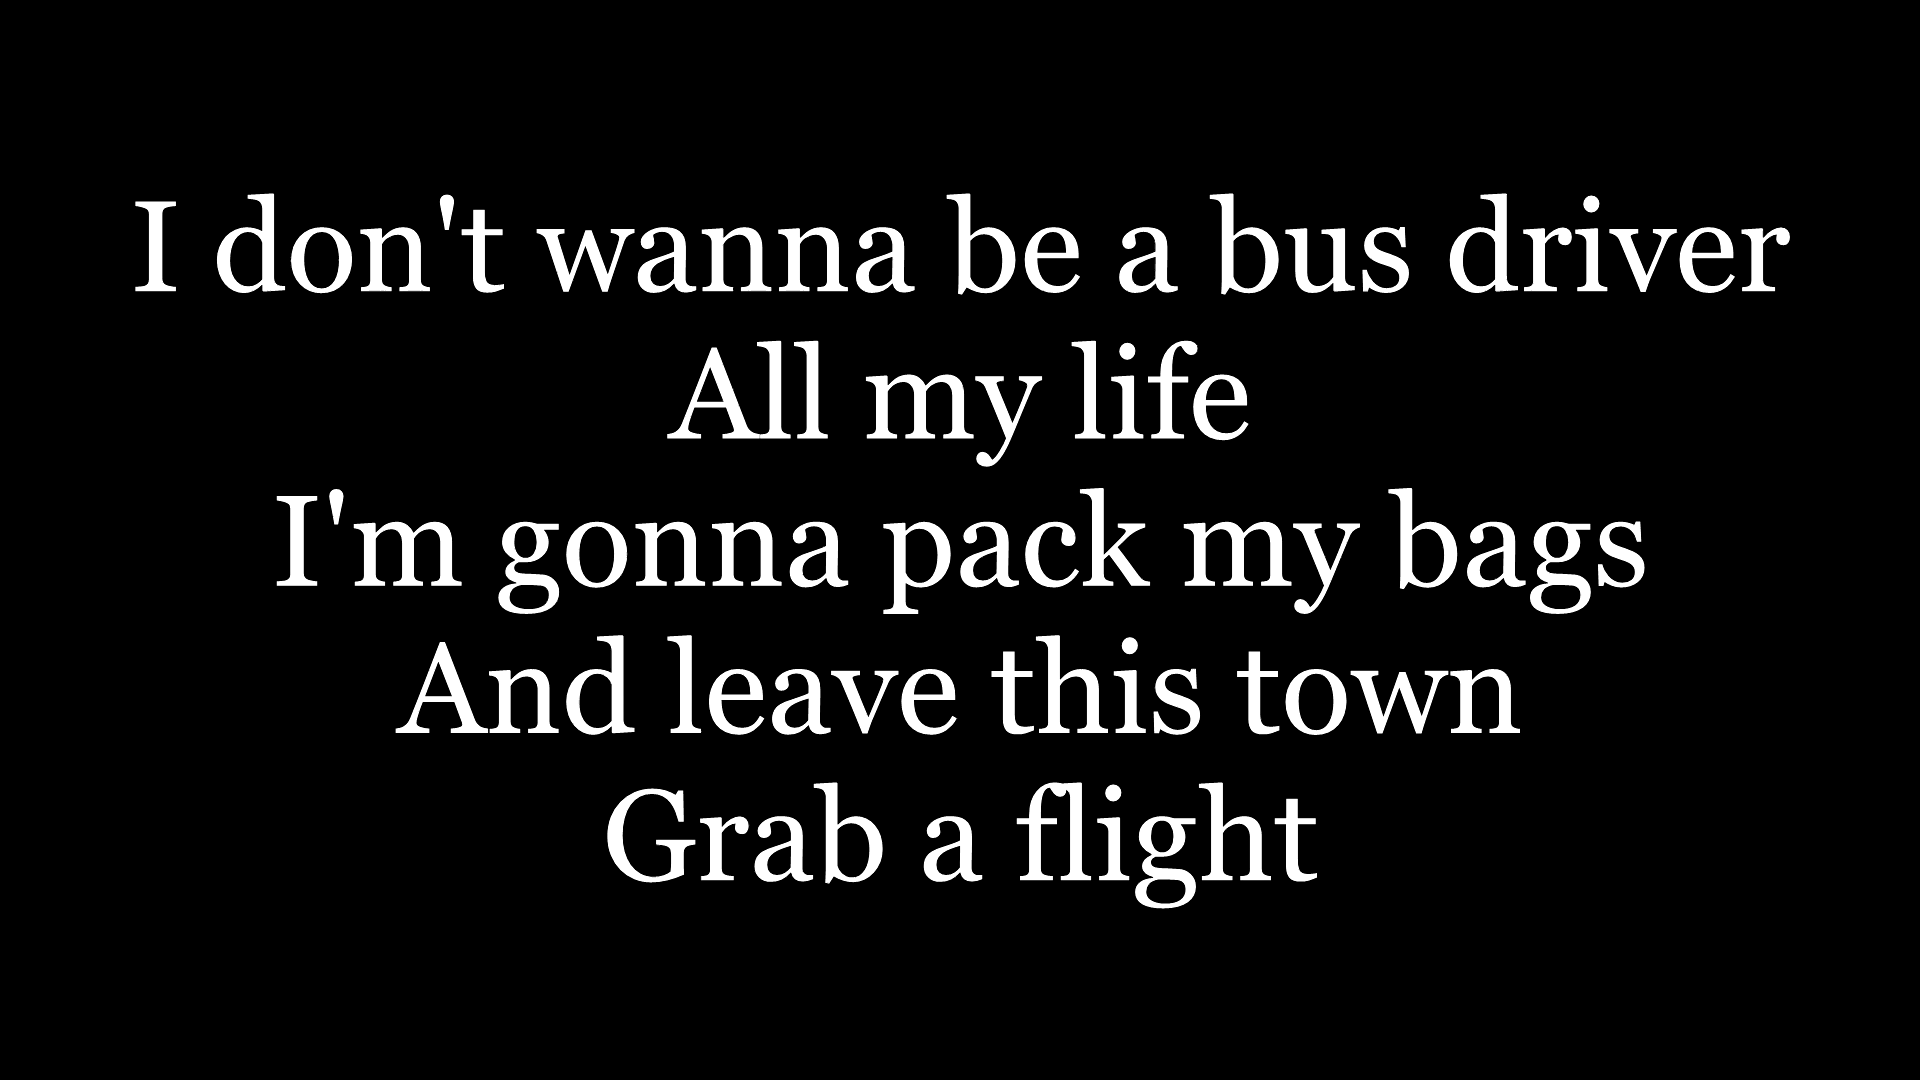 I don't wanna be a bus driver
All my life
I'm gonna pack my bags
And leave this town
Grab a flight